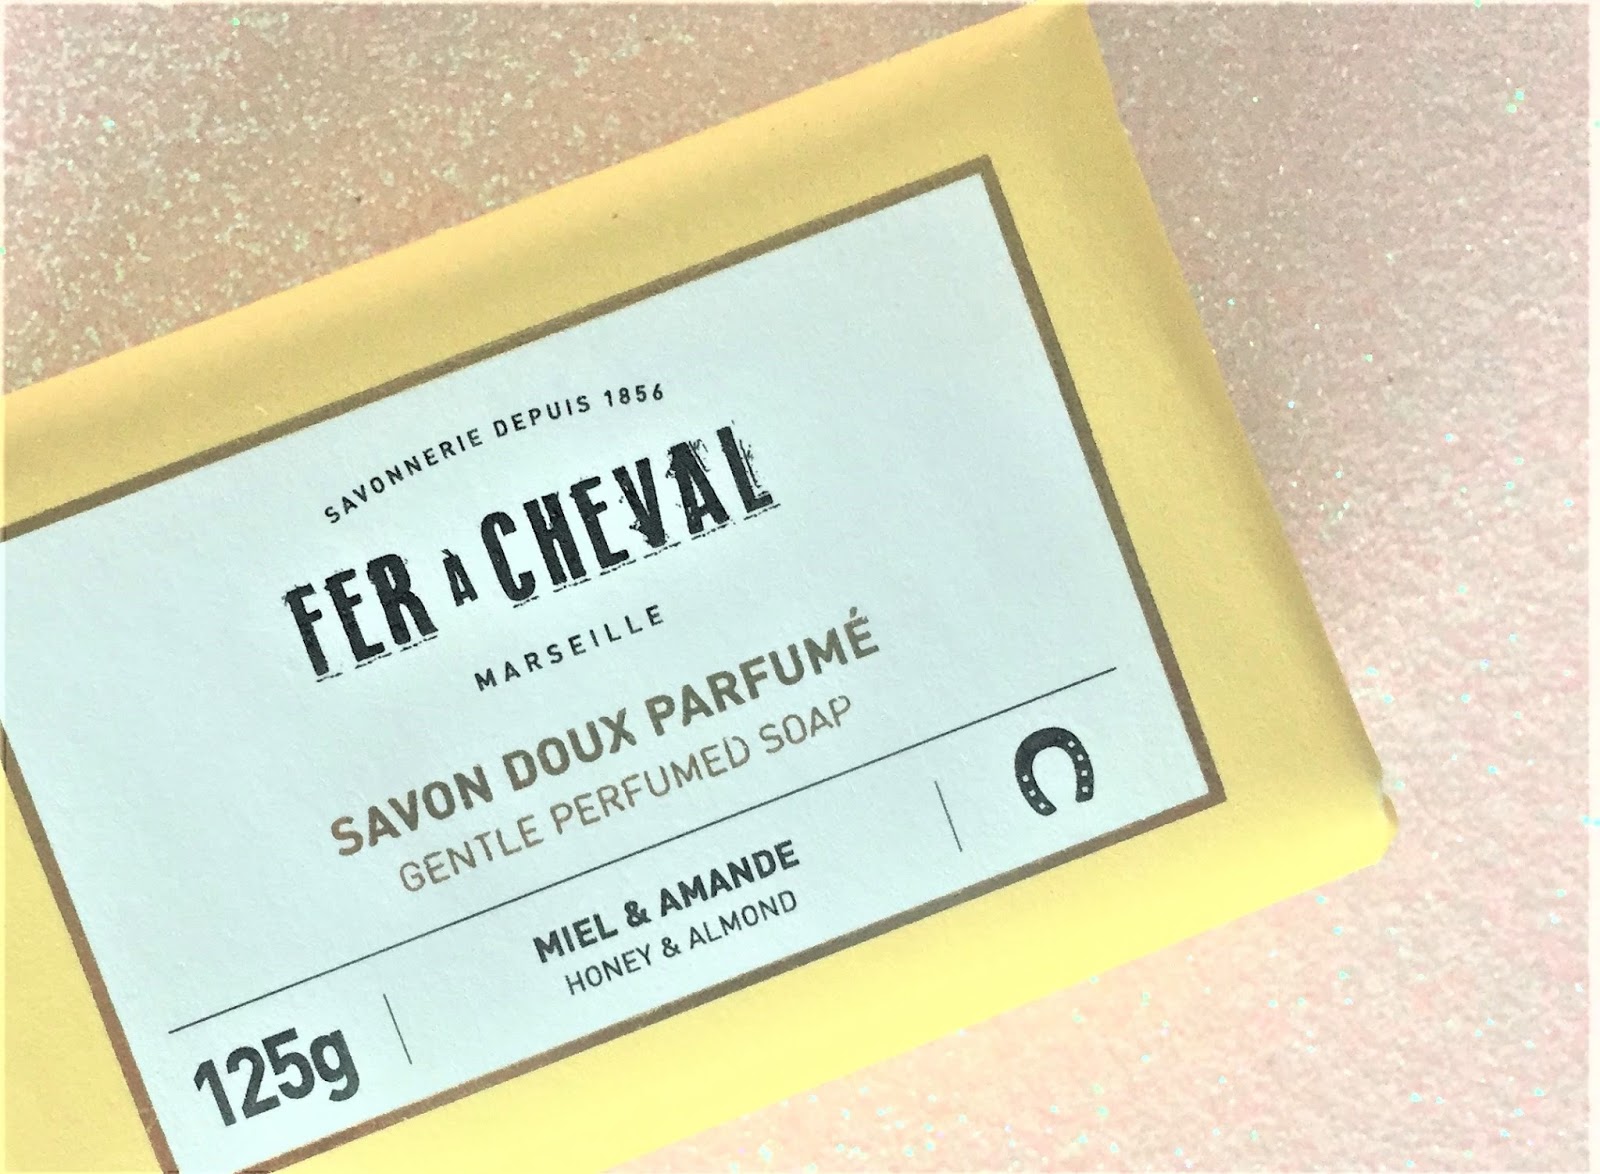 SAVONNERIE DEPUIS 1856
FER À CHEVAL
MARSEILLE
SAVON DOUX PARFUMÉ
GENTLE PERFUMED SOAP
MIEL & AMANDE
HONEY & ALMOND
125g